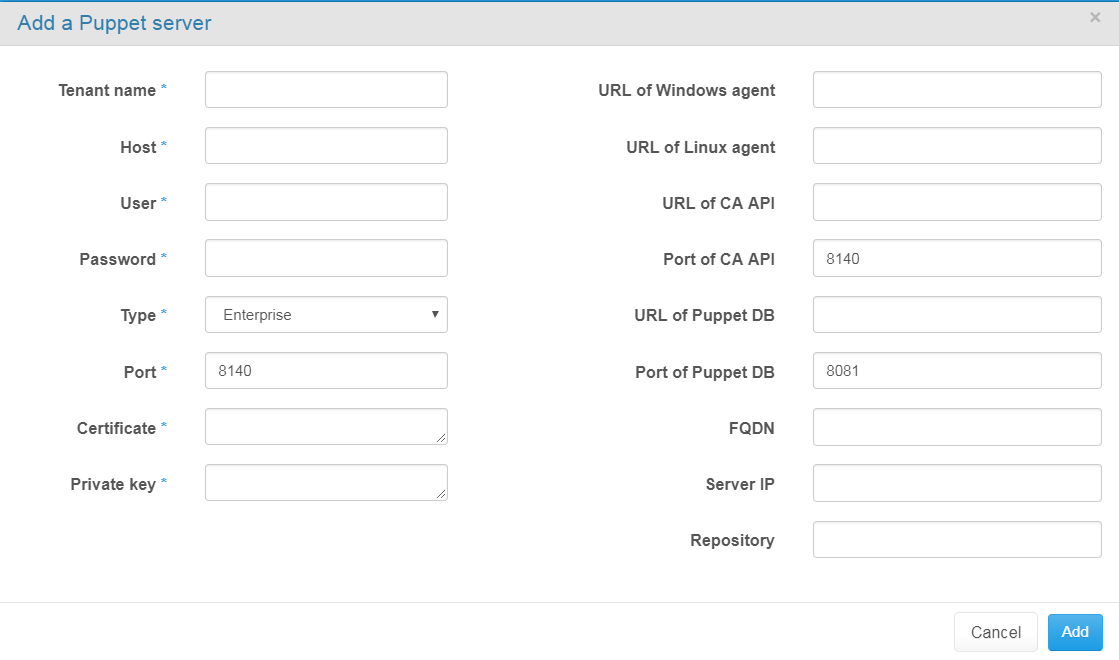 Add a Puppet server
×
Tenant name *
Host *
User *
Password *
Type *
Enterprise
Port *
8140
Certificate *
Private key *
URL of Windows agent
URL of Linux agent
URL of CA API
Port of CA API
8140
URL of Puppet DB
Port of Puppet DB
8081
FQDN
Server IP
Repository
Cancel
Add